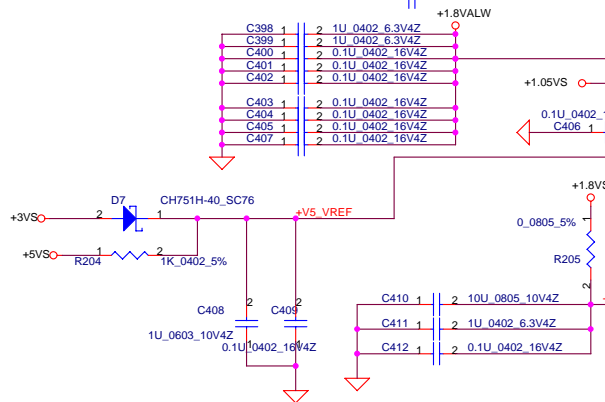 +1.8VALW
C398 1 2 1U_0402_6.3V4Z
C399 1 2 1U_0402_6.3V4Z
C400 1 2 0.1U_0402_16V4Z
C401 1 2 0.1U_0402_16V4Z
C402 1 2 0.1U_0402_16V4Z
+1.05VS
C403 1 2 0.1U_0402_16V4Z
C404 1 2 0.1U_0402_16V4Z
C405 1 2 0.1U_0402_16V4Z
C407 1 2 0.1U_0402_16V4Z
0.1U_0402_1
C406 1
+1.8VS
D7 CH751H-40_SC76
+3VS 2 1
+V5_VREF
+5VS 1 2
R204 1K_0402_5%
0_0805_5% 1
R205
2
C408 2
1U_0603_10V4Z 1
C409 2
0.1U_0402_16V4Z 1
C410 1 2 10U_0805_10V4Z
C411 1 2 1U_0402_6.3V4Z
C412 1 2 0.1U_0402_16V4Z